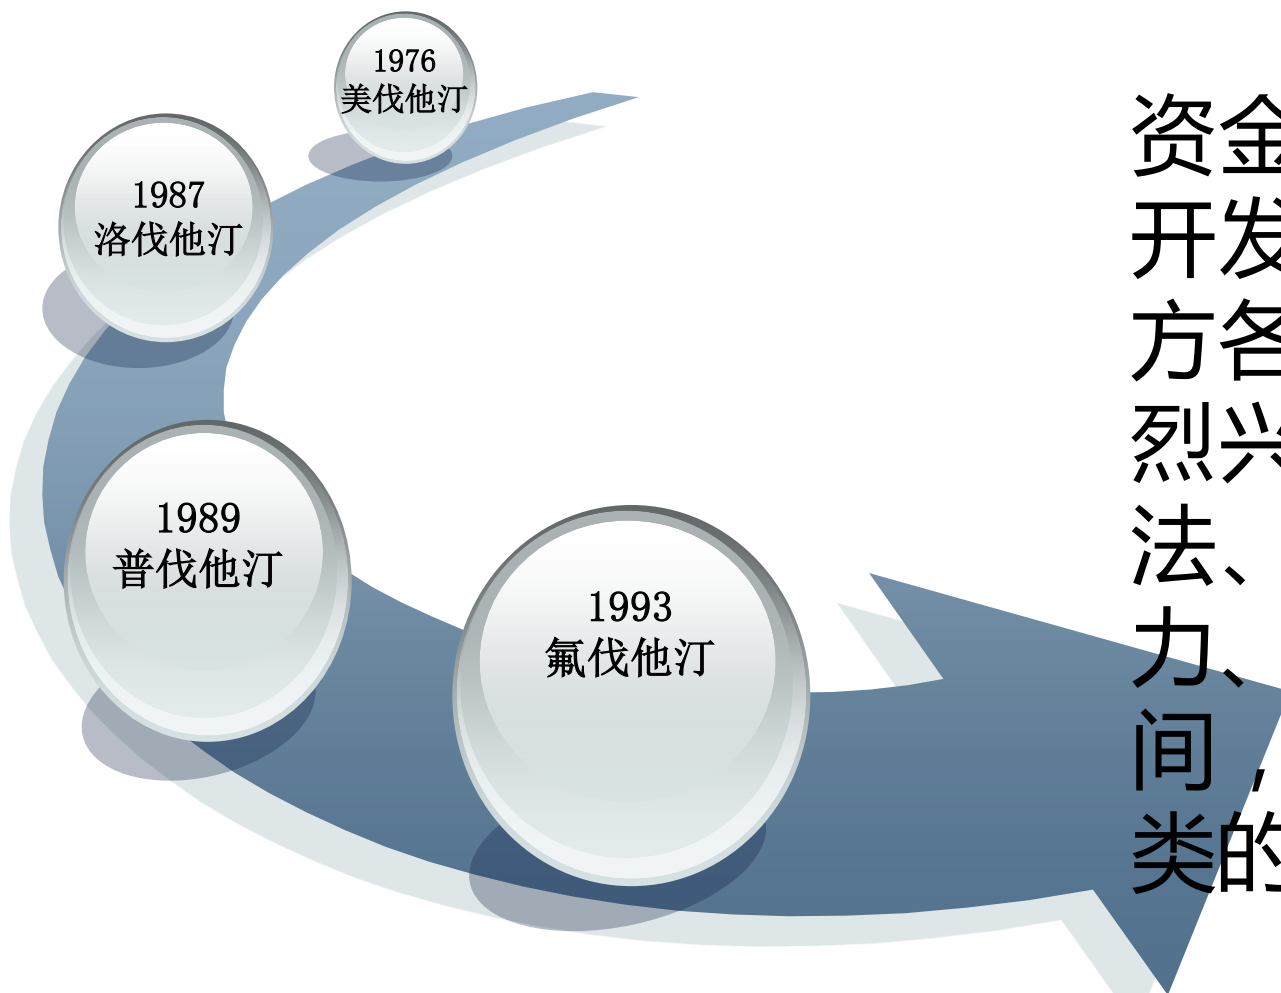 1976
美伐他汀
1987
洛伐他汀
1989
普伐他汀
1993
氟伐他汀
资金
开发
方各
烈兴
法、
力、
间，
类的